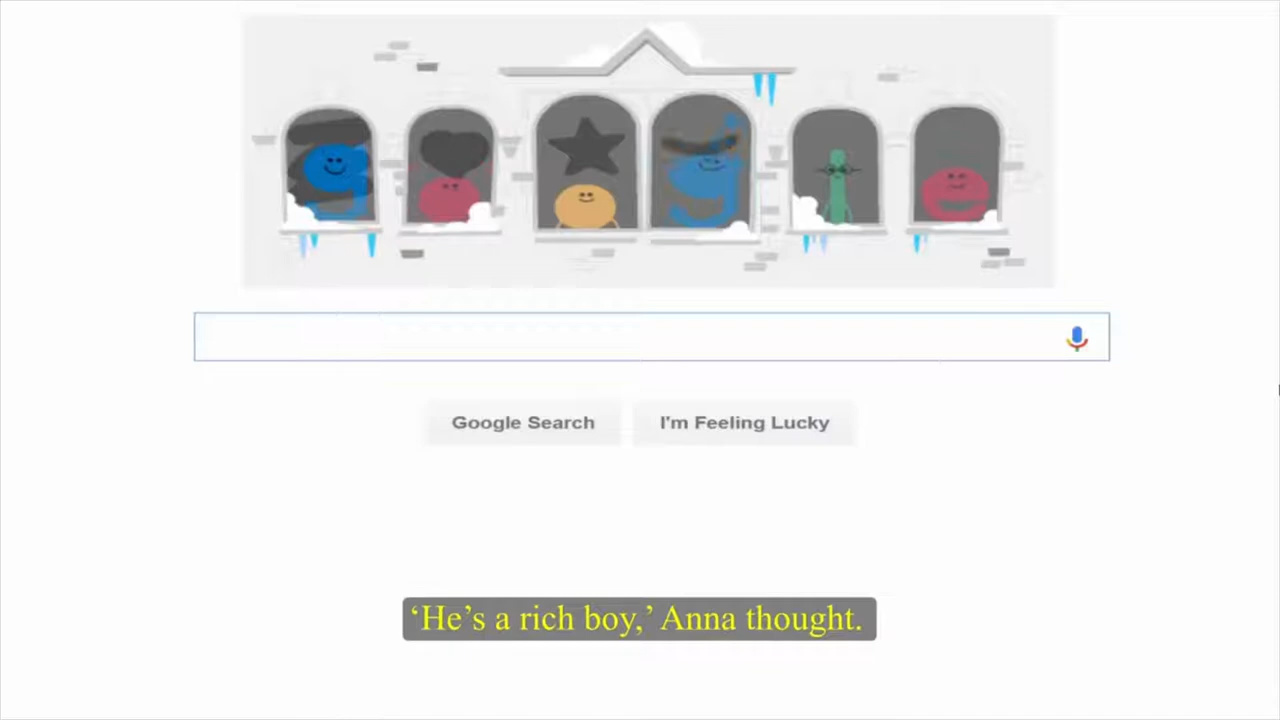 Google Search
I'm Feeling Lucky
‘He’s a rich boy,’ Anna thought.